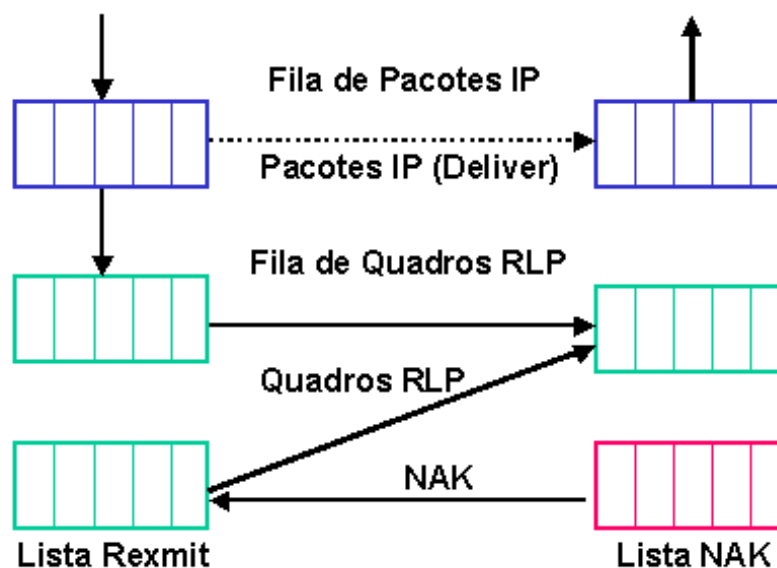 Fila de Pacotes IP
Pacotes IP (Deliver)
Fila de Quadros RLP
Quadros RLP
NAK
Lista Rexmit
Lista NAK